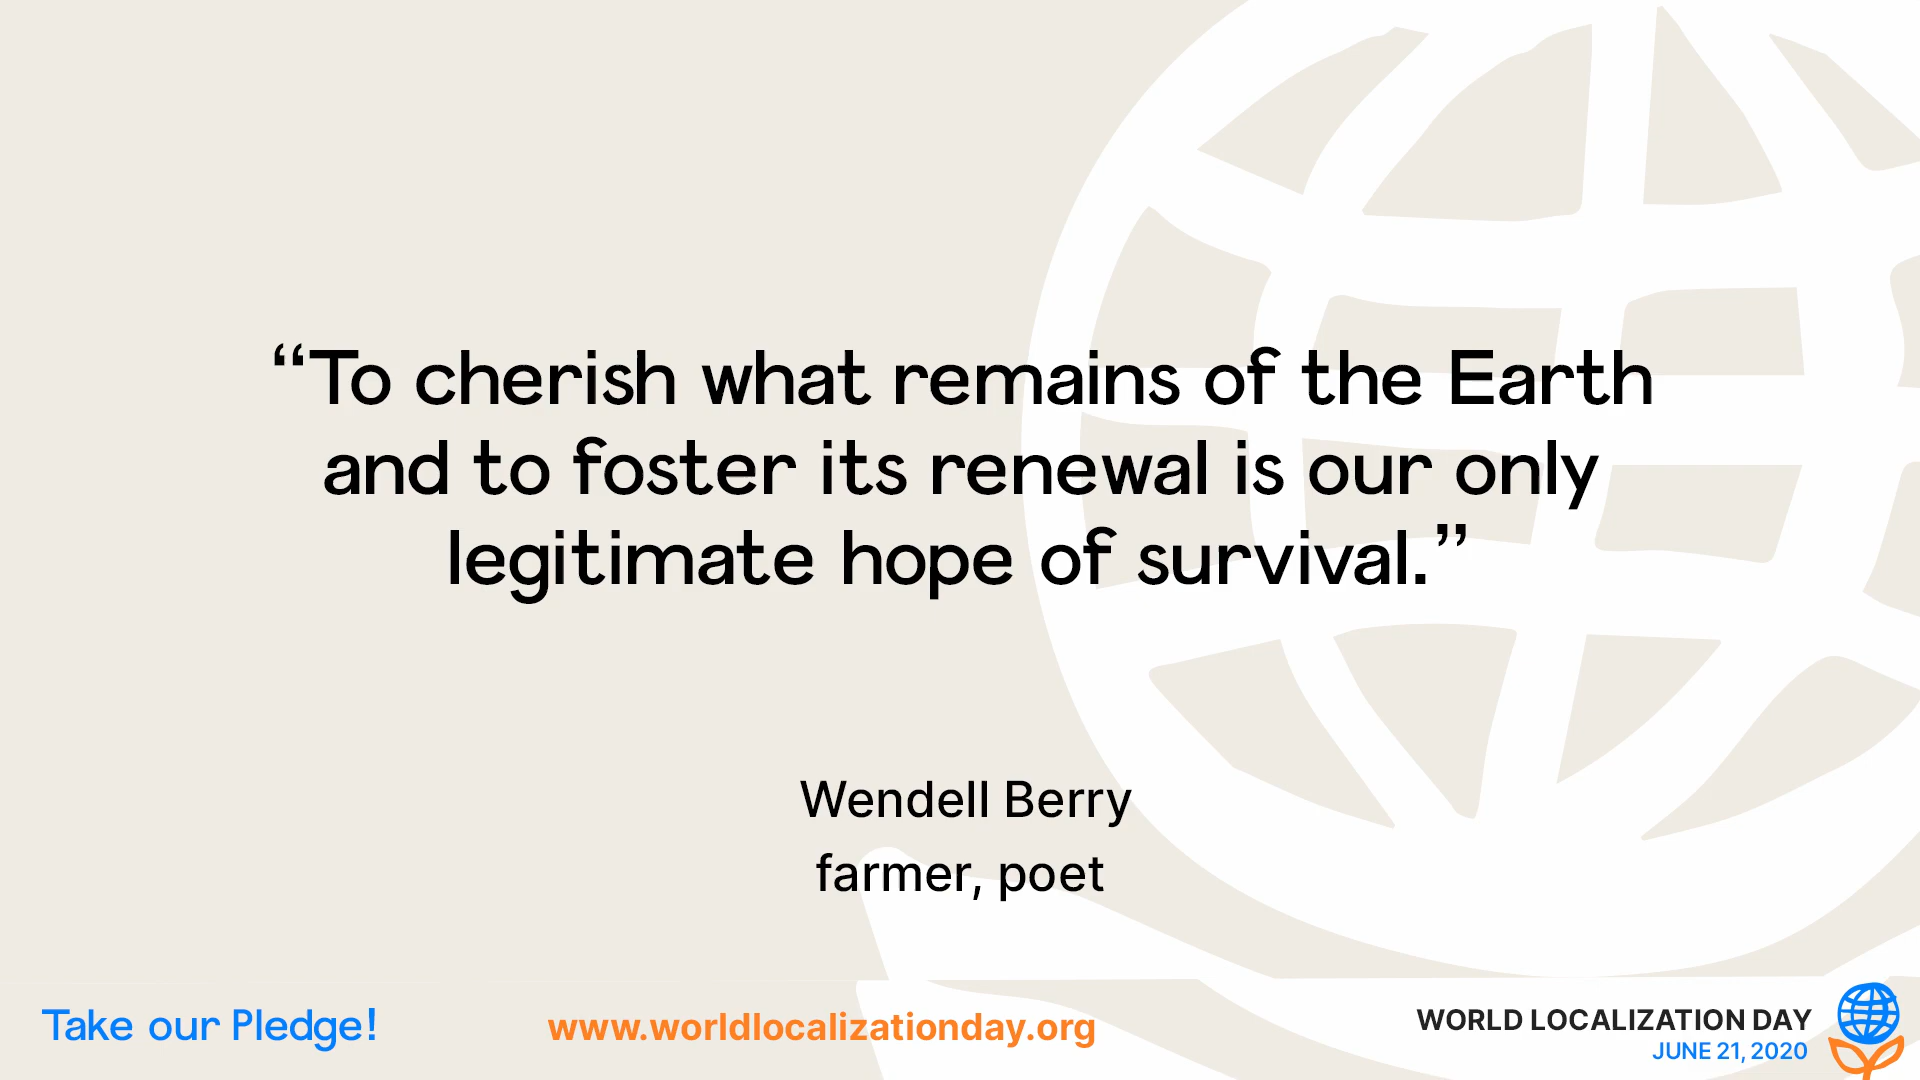 “To cherish what remains of the Earth
and to foster its renewal is our only
legitimate hope of survival.”
Wendell Berry
farmer, poet
Take our Pledge!
www.worldlocalizationday.org
WORLD LOCALIZATION DAY
JUNE 21, 2020